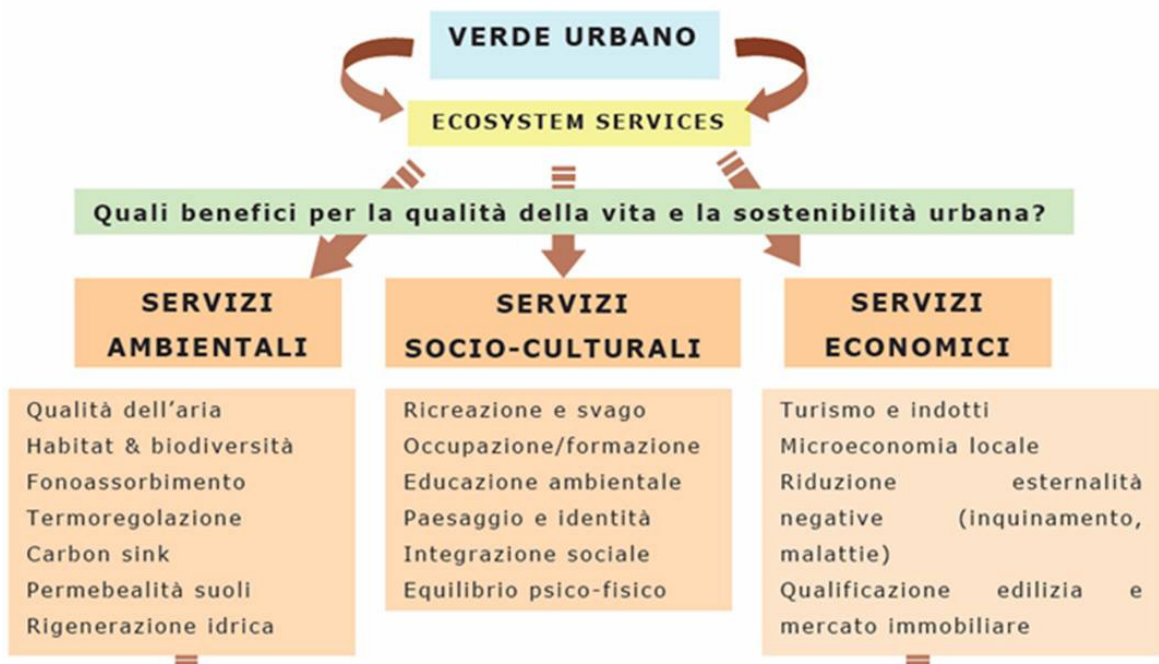 VERDE URBANO
ECOSYSTEM SERVICES
Quali benefici per la qualità della vita e la sostenibilità urbana?
SERVIZI
AMBIENTALI
Qualità dell'aria
Habitat & biodiversità
Fonoassorbimento
Termoregolazione
Carbon sink
Permebealità suoli
Rigenerazione idrica
SERVIZI
SOCIO-CULTURALI
Ricreazione e svago
Occupazione/formazione
Educazione ambientale
Paesaggio e identità
Integrazione sociale
Equilibrio psico-fisico
SERVIZI
ECONOMICI
Turismo e indotti
Microeconomia locale
Riduzione esternalità
negative (inquinamento,
malattie)
Qualificazione edilizia e
mercato immobiliare